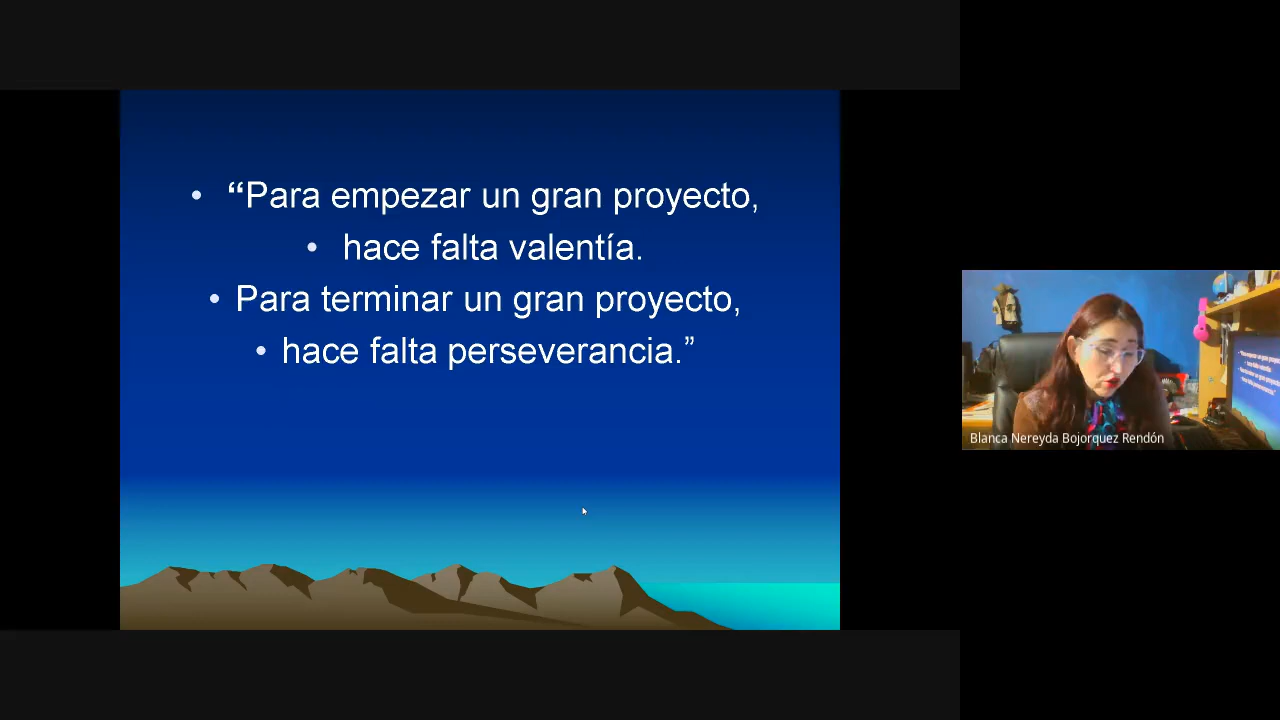 • “Para empezar un gran proyecto,
• hace falta valentía.
• Para terminar un gran proyecto,
• hace falta perseverancia.”
Blanca Nereyda Bojorquez Rendón